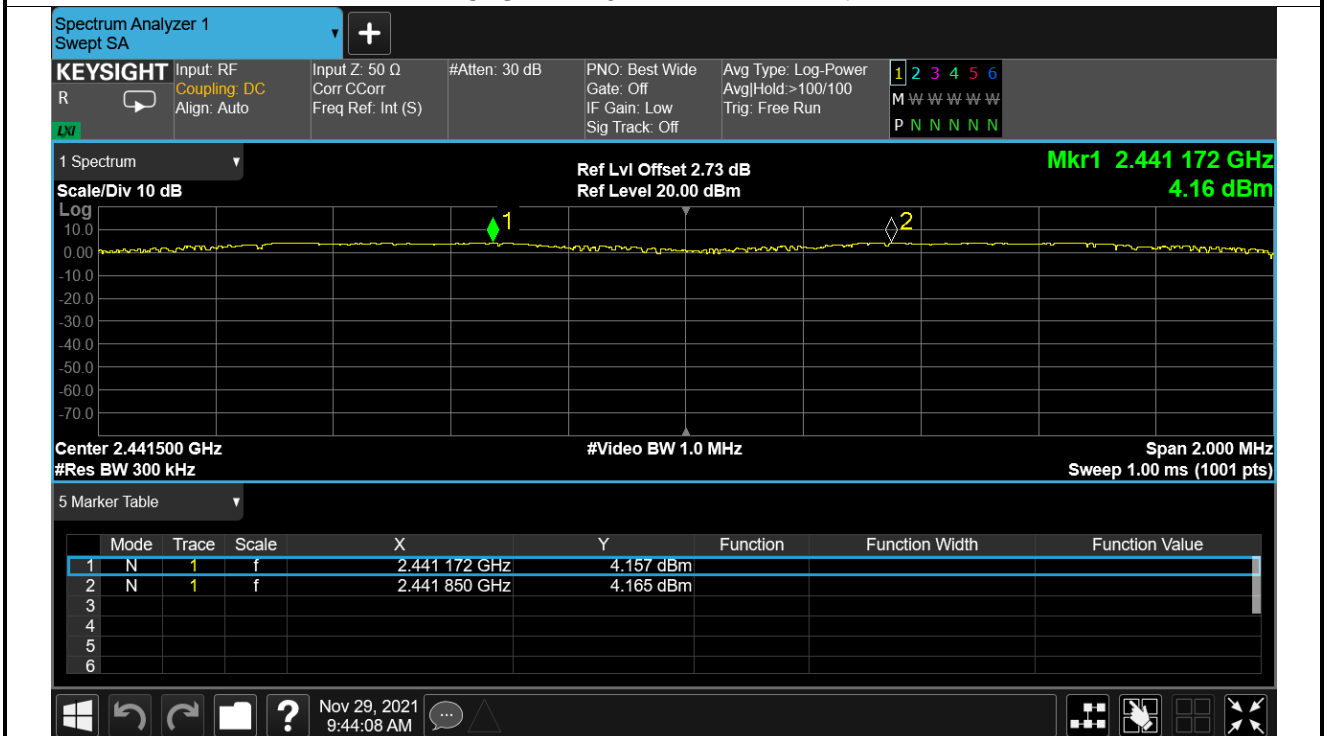 Spectrum Analyzer 1
Swept SA
+
KEYSIGHT Input: RF Input Z: 50 Ω #Atten: 30 dB PNO: Best Wide Avg Type: Log-Power 1 2 3 4 5 6
R Coupling: DC Corr CCorr Gate: Off Avg|Hold:>100/100 M W W W W W
Align: Auto Freq Ref: Int (S) IF Gain: Low Trig: Free Run
LXI Sig Track: Off P N N N N N
1 Spectrum Ref Lvl Offset 2.73 dB Mkr1 2.441 172 GHz
Scale/Div 10 dB Ref Level 20.00 dBm 4.16 dBm
Log
1 2
10.0
0.00
-10.0
-20.0
-30.0
-40.0
-50.0
-60.0
-70.0
Center 2.441500 GHz #Video BW 1.0 MHz Span 2.000 MHz
#Res BW 300 kHz Sweep 1.00 ms (1001 pts)
5 Marker Table
Mode Trace Scale X Y Function Function Width Function Value
1 N 1 f 2.441 172 GHz 4.157 dBm
2 N 1 f 2.441 850 GHz 4.165 dBm
3
4
5
6
? Nov 29, 2021
9:44:08 AM